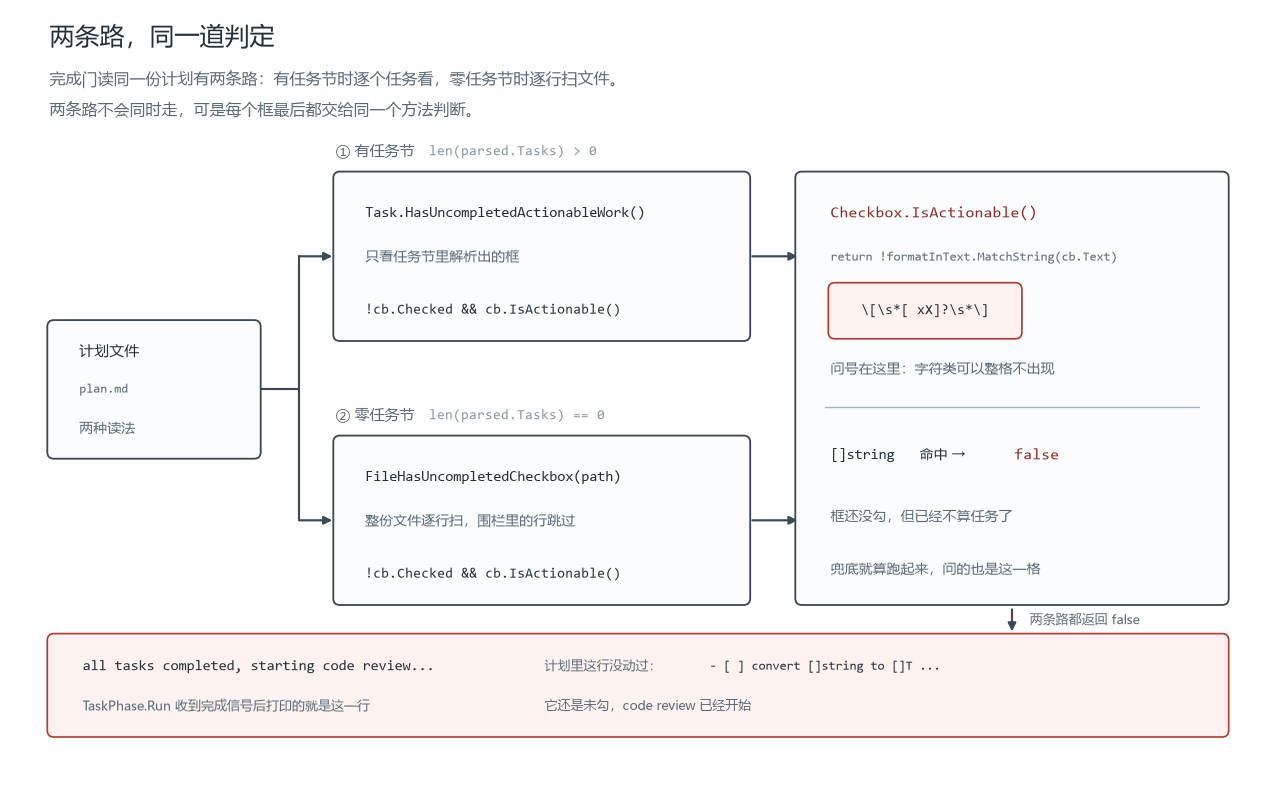 两条路，同一道判定
完成门读同一份计划有两条路：有任务节时逐个任务看，零任务节时逐行扫文件。
两条路不会同时走，可是每个框最后都交给同一个方法判断。
计划文件
plan.md
两种读法
① 有任务节 len(parsed.Tasks) > 0
Task.HasUncompletedActionableWork()
只看任务节里解析出的框
!cb.Checked && cb.IsActionable()
② 零任务节 len(parsed.Tasks) == 0
FileHasUncompletedCheckbox(path)
整份文件逐行扫，围栏里的行跳过
!cb.Checked && cb.IsActionable()
Checkbox.IsActionable()
return !formatInText.MatchString(cb.Text)
\[\s*[ xX]?\s*\]
问号在这里：字符类可以整格不出现
[]string 命中 → false
框还没勾，但已经不算任务了
兜底就算跑起来，问的也是这一格
两条路都返回 false
all tasks completed, starting code review...
TaskPhase.Run 收到完成信号后打印的就是这一行
计划里这行没动过： - [ ] convert []string to []T ...
它还是未勾，code review 已经开始